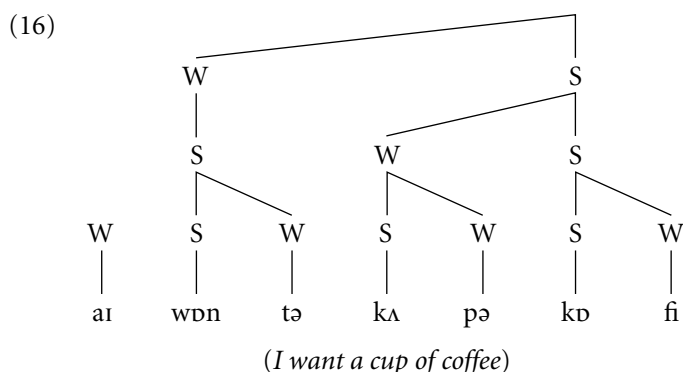 (16)
W S
S W S
W S W S W S W
aɪ wɒn tə kʌ pə kɒ fi
(I want a cup of coffee)